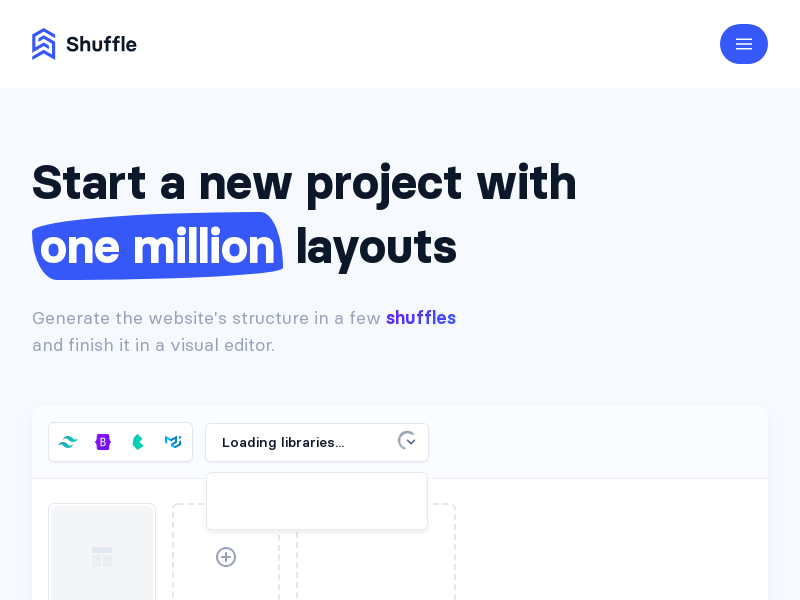 Shuffle
Start a new project with
one million layouts
Generate the website's structure in a few shuffles
and finish it in a visual editor.
B
Loading libraries...